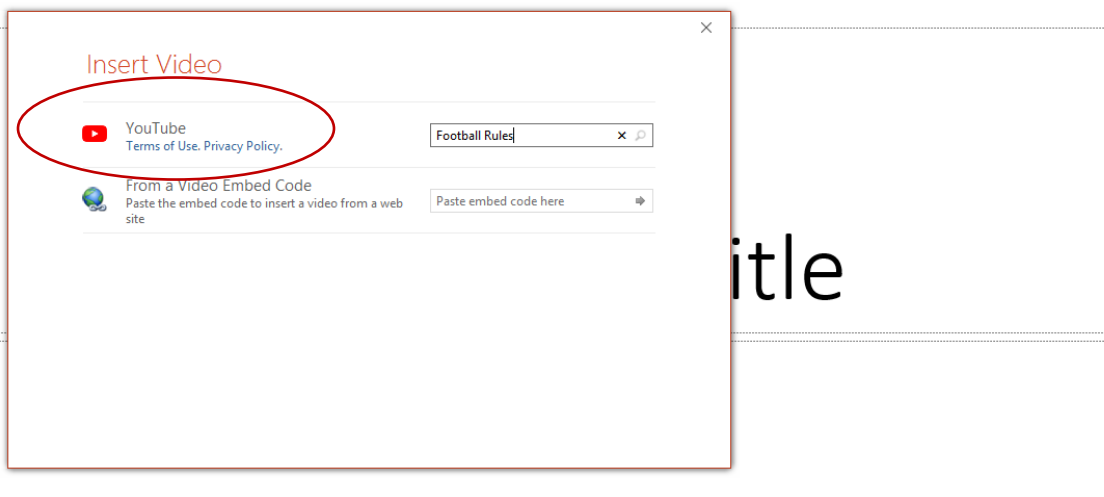 Insert Video
YouTube
Terms of Use. Privacy Policy.
Football Rules
From a Video Embed Code
Paste the embed code to insert a video from a web
site
Paste embed code here
itle